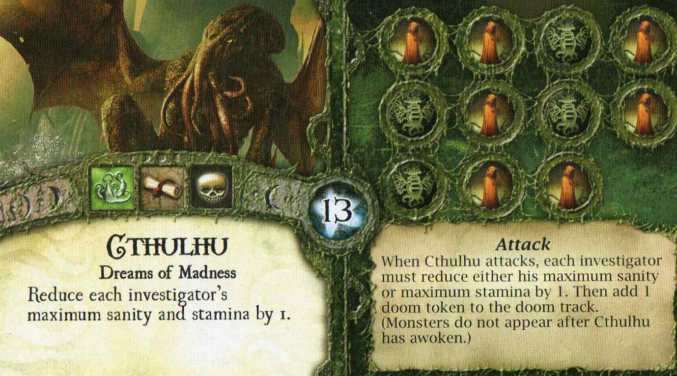 13
CTHULHU
Dreams of Madness
Reduce each investigator's
maximum sanity and stamina by 1.
Attack
When Cthulhu attacks, each investigator
must reduce either his maximum sanity
or maximum stamina by 1. Then add 1
doom token to the doom track.
(Monsters do not appear after Cthulhu
has awoken.)